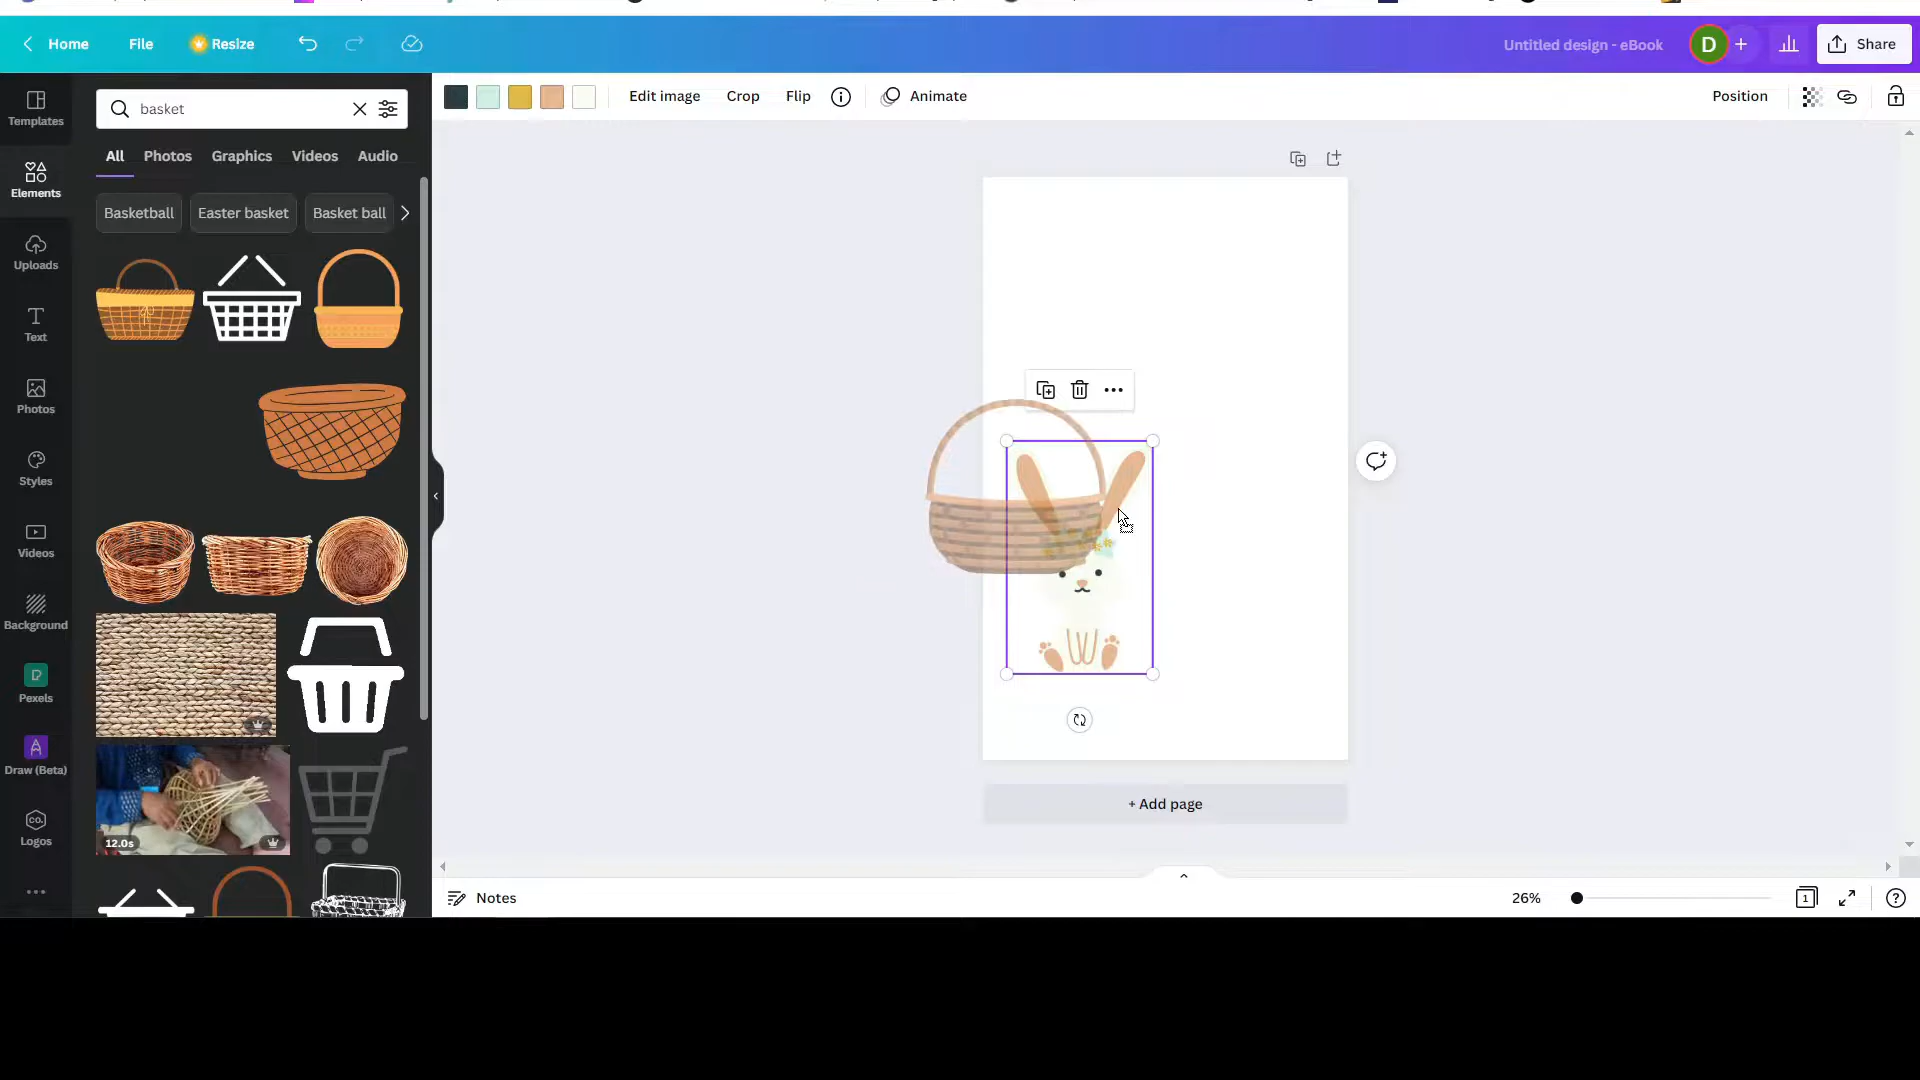 Home
File
Resize
Untitled design - eBook
D
Share
Templates
Elements
Uploads
Text
Photos
Styles
Videos
Background
Pexels
Draw (Beta)
CO.
Logos
basket
All
Photos
Graphics
Videos
Audio
Basketball
Easter basket
Basket ball
12.0s
Edit image
Crop
Flip
Animate
Position
+ Add page
Notes
26%
1